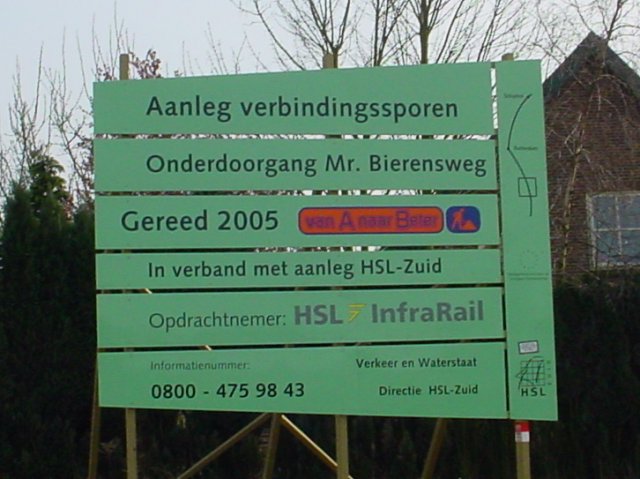 Aanleg verbindingssporen
Onderdoorgang Mr. Bierensweg
Gereed 2005 van A naar Beter
In verband met aanleg HSL-Zuid
Opdrachtnemer: HSL InfraRail
Informatienummer:
0800 - 475 98 43
Verkeer en Waterstaat
Directie HSL-Zuid
Rotterdam
HSL